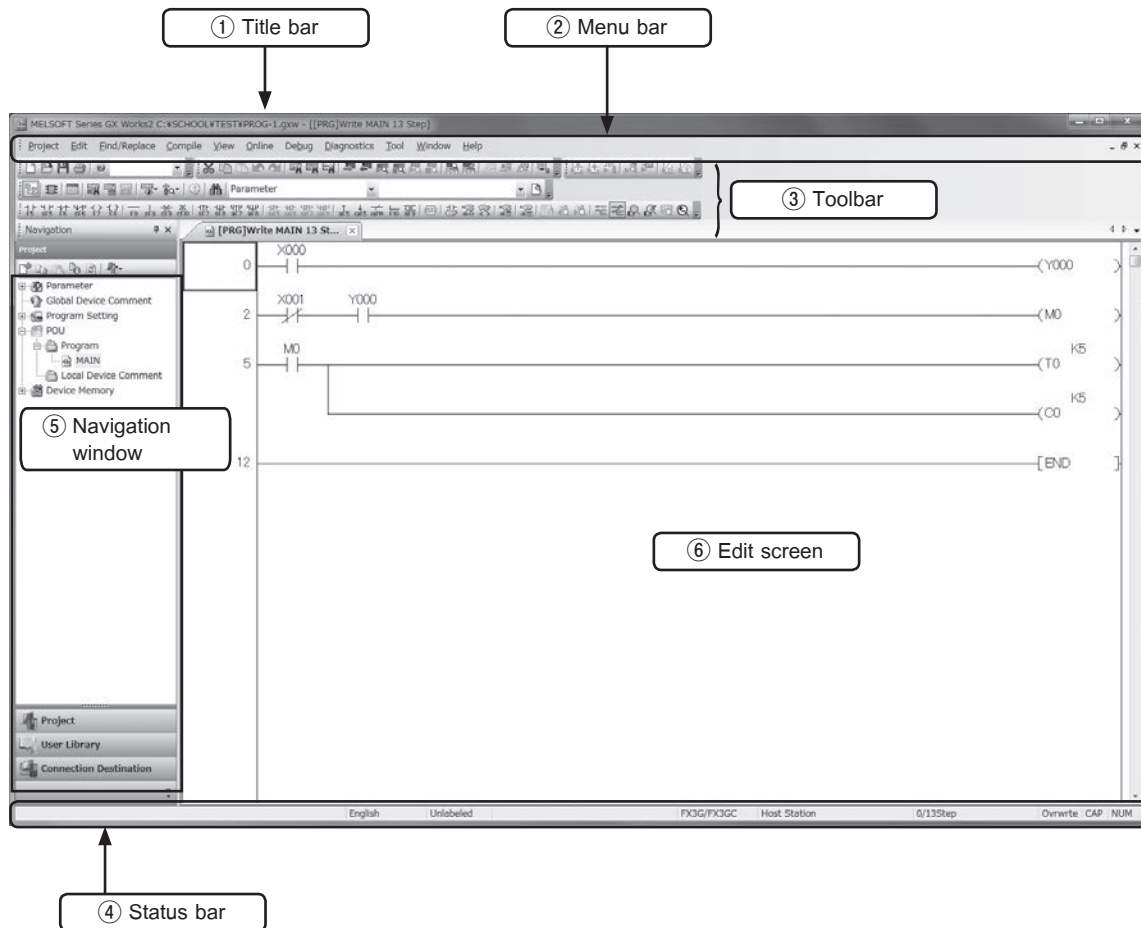 ① Title bar
② Menu bar
MELSOFT Series GX Works2 C:¥SCHOOL¥TEST¥PROG-1.gxw - [[PRG]Write MAIN 13 Step]
Project Edit Find/Replace Compile View Online Debug Diagnostics Tool Window Help
Parameter
③ Toolbar
Navigation
[PRG]Write MAIN 13 St...
Project
Parameter
Global Device Comment
Program Setting
POU
Program
MAIN
Local Device Comment
Device Memory
⑤ Navigation
window
X000
0
(Y000 )
X001 Y000
2
(M0 )
M0 K5
5
(T0 )
K5
(C0 )
12
[END ]
⑥ Edit screen
Project
User Library
Connection Destination
English Unlabeled FX3G/FX3GC Host Station 0/13Step Ovrwrte CAP NUM
④ Status bar